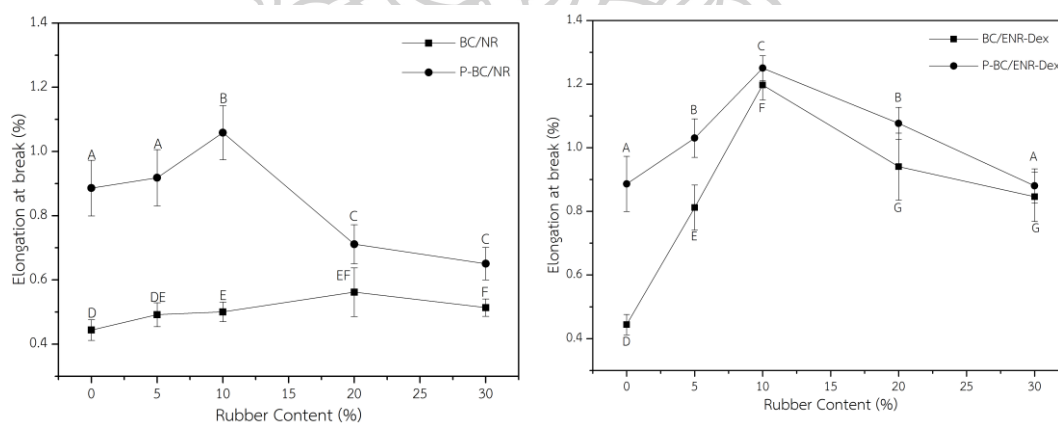 1.4
1.2
1.0
0.8
0.6
0.4
Elongation at break (%)
BC/NR
P-BC/NR
A
A
B
C
C
D
DE
E
EF
F
0 5 10 15 20 25 30
Rubber Content (%)
1.4
1.2
1.0
0.8
0.6
0.4
Elongation at break (%)
BC/ENR-Dex
P-BC/ENR-Dex
A
B
C
B
A
D
E
F
G
G
0 5 10 15 20 25 30
Rubber Content (%)